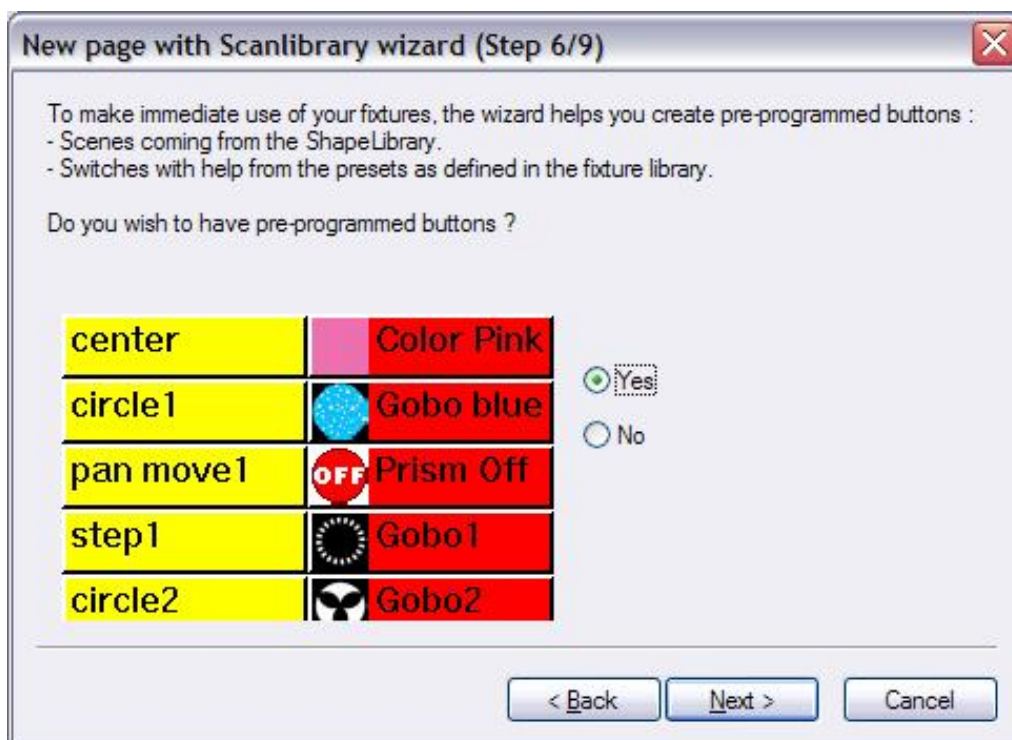 New page with Scanlibrary wizard (Step 6/9)
To make immediate use of your fixtures, the wizard helps you create pre-programmed buttons :
- Scenes coming from the ShapeLibrary.
- Switches with help from the presets as defined in the fixture library.
Do you wish to have pre-programmed buttons ?
center Color Pink
circle1 Gobo blue
pan move1 OFF Prism Off
step1 Gobo1
circle2 Gobo2
Yes
No
< Back Next > Cancel